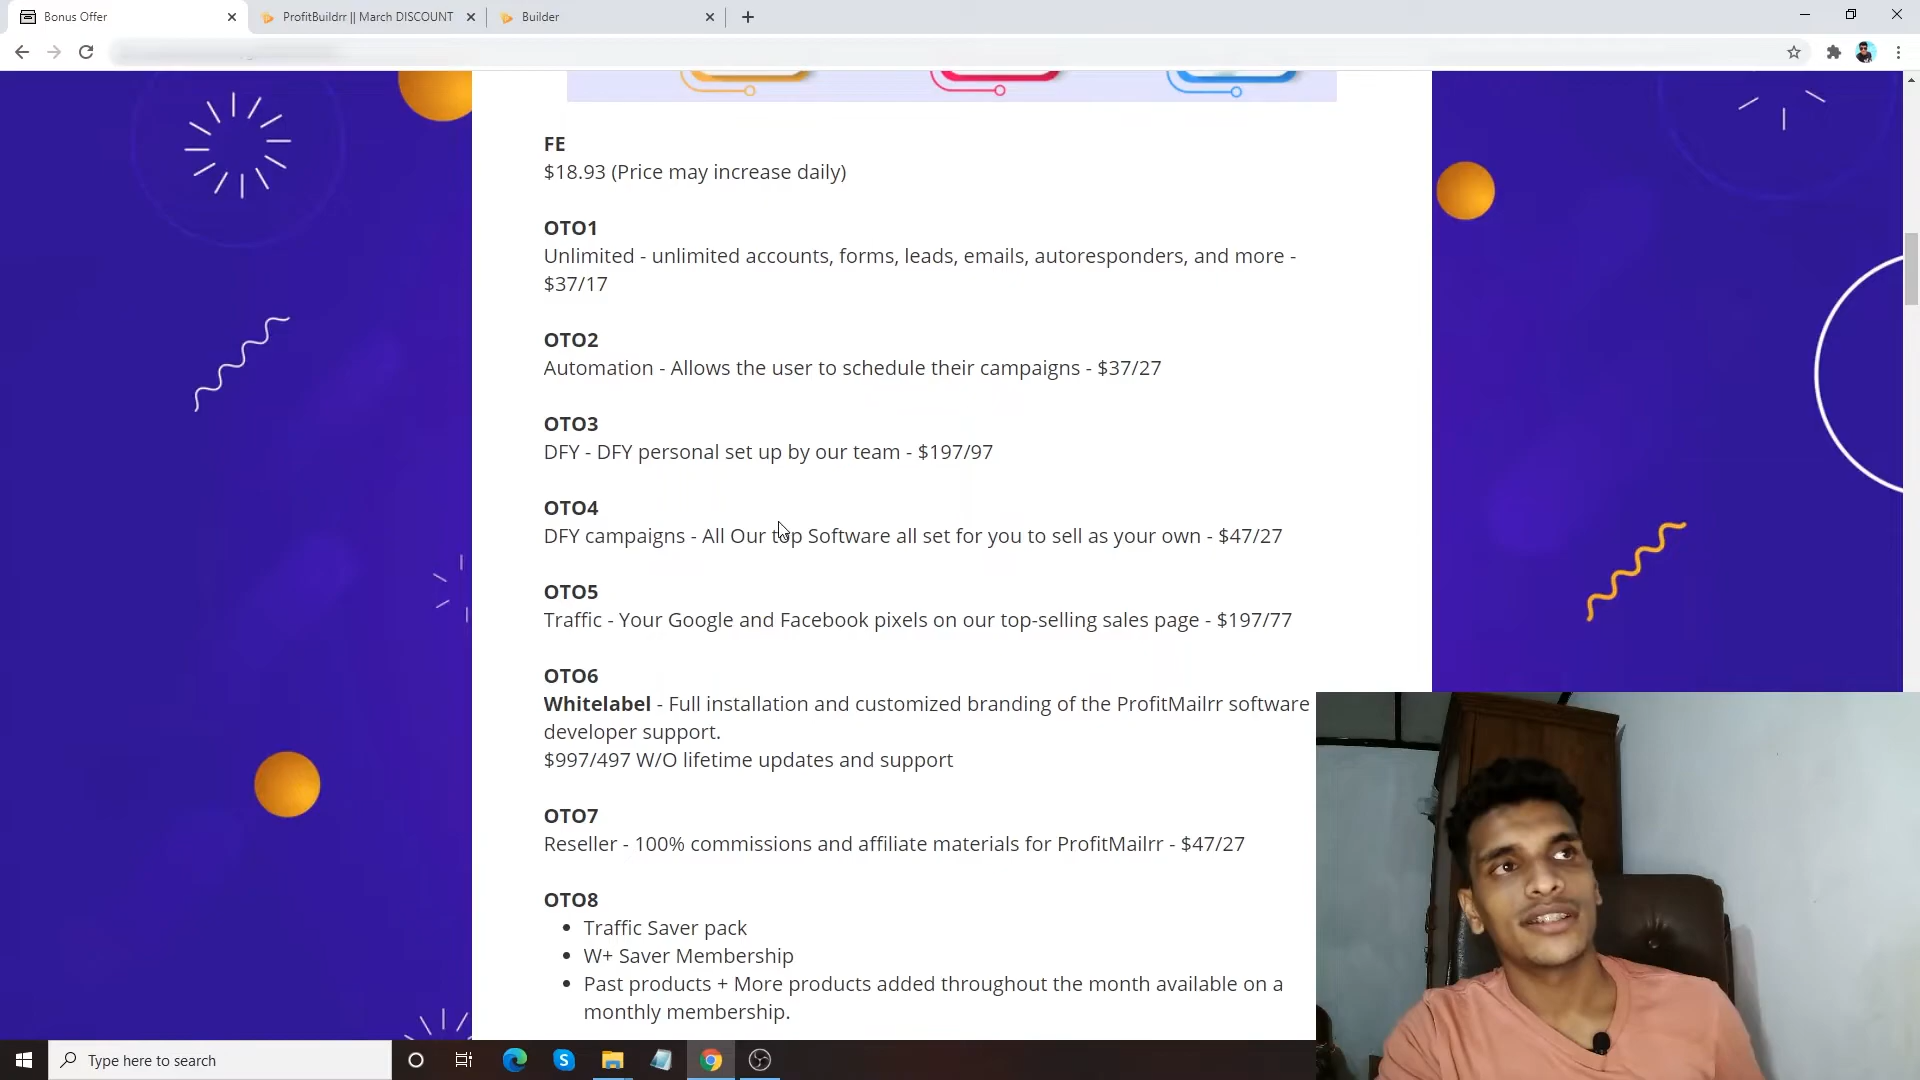 Bonus Offer
ProfitBuildrr || March DISCOUNT
Builder
FE
$18.93 (Price may increase daily)
OTO1
Unlimited - unlimited accounts, forms, leads, emails, autoresponders, and more -
$37/17
OTO2
Automation - Allows the user to schedule their campaigns - $37/27
OTO3
DFY - DFY personal set up by our team - $197/97
OTO4
DFY campaigns - All Our top Software all set for you to sell as your own - $47/27
OTO5
Traffic - Your Google and Facebook pixels on our top-selling sales page - $197/77
OTO6
Whitelabel - Full installation and customized branding of the ProfitMailrr software
developer support.
$997/497 W/O lifetime updates and support
OTO7
Reseller - 100% commissions and affiliate materials for ProfitMailrr - $47/27
OTO8
• Traffic Saver pack
• W+ Saver Membership
• Past products + More products added throughout the month available on a
monthly membership.
Type here to search